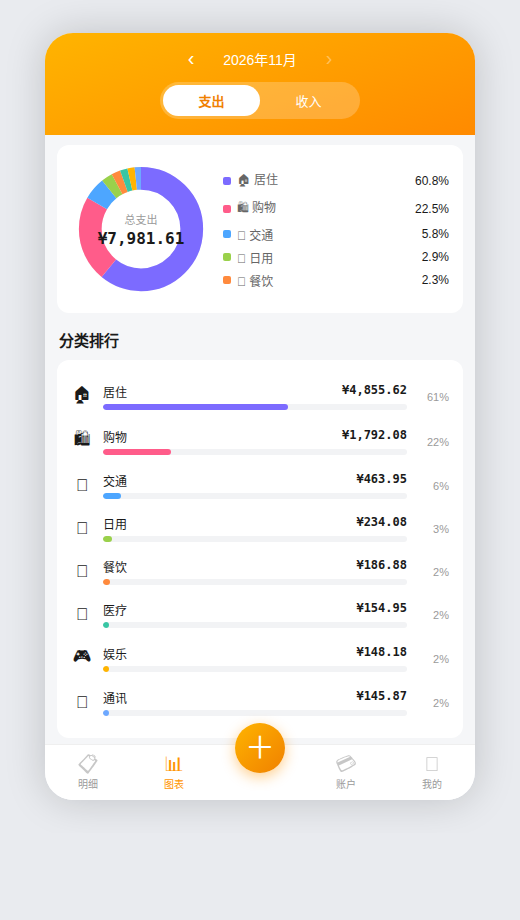 2026年11月
支出
收入
总支出
¥7,981.61
居住 60.8%
购物 22.5%
交通 5.8%
日用 2.9%
餐饮 2.3%
分类排行
居住 ¥4,855.62 61%
购物 ¥1,792.08 22%
交通 ¥463.95 6%
日用 ¥234.08 3%
餐饮 ¥186.88 2%
医疗 ¥154.95 2%
娱乐 ¥148.18 2%
通讯 ¥145.87 2%
明细
图表
账户
我的